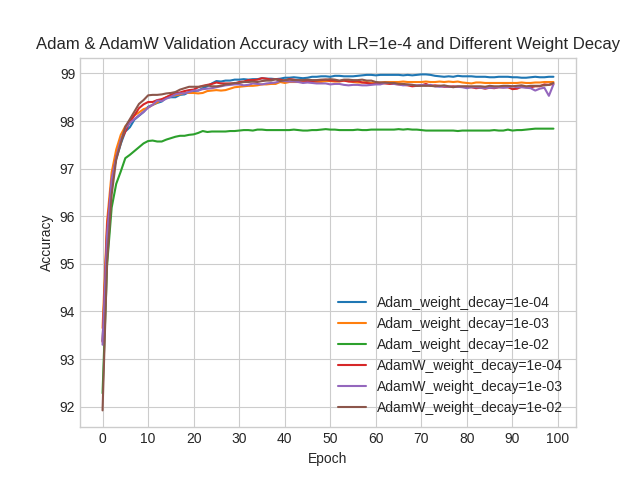 Adam & AdamW Validation Accuracy with LR=1e-4 and Different Weight Decay
99
98
97
96
95
94
93
92
Accuracy
Adam_weight_decay=1e-04
Adam_weight_decay=1e-03
Adam_weight_decay=1e-02
AdamW_weight_decay=1e-04
AdamW_weight_decay=1e-03
AdamW_weight_decay=1e-02
0 10 20 30 40 50 60 70 80 90 100
Epoch